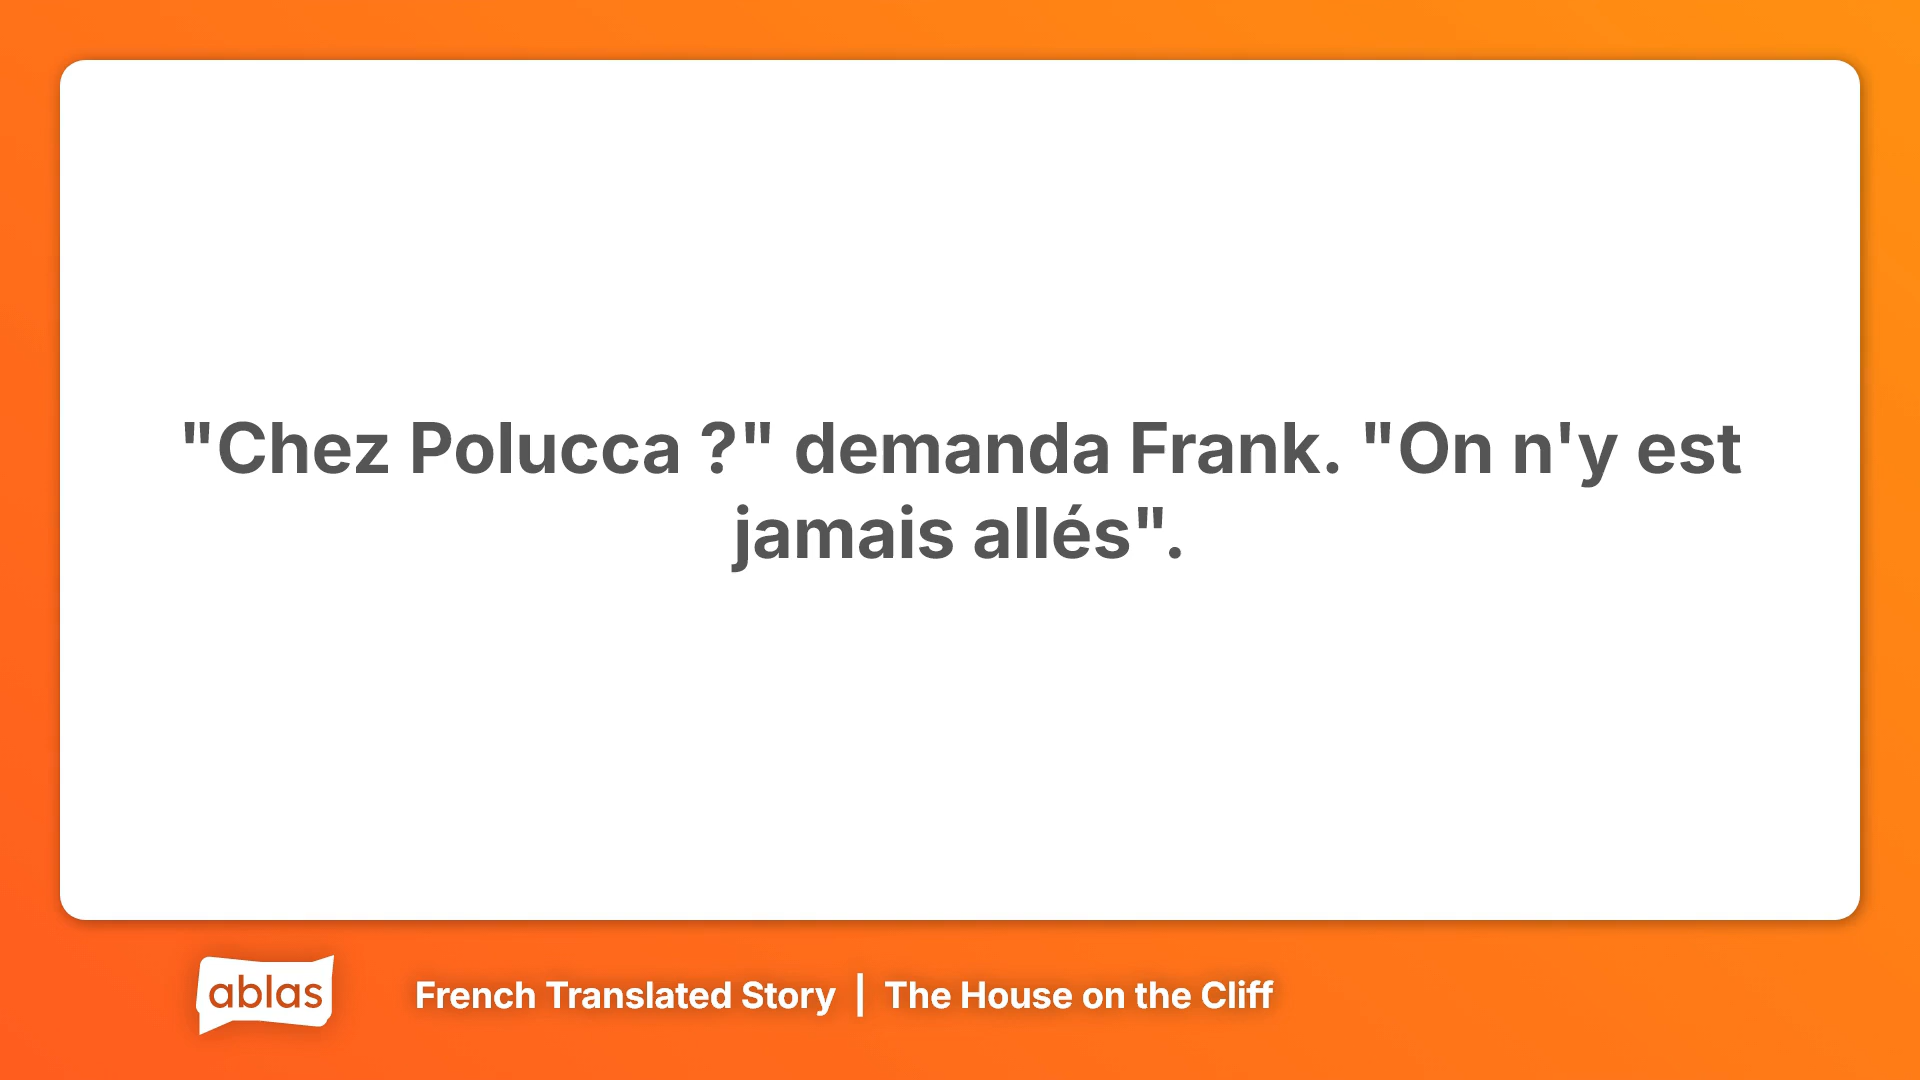 "Chez Polucca ?" demanda Frank. "On n'y est
jamais allés".
ablas
French Translated Story | The House on the Cliff